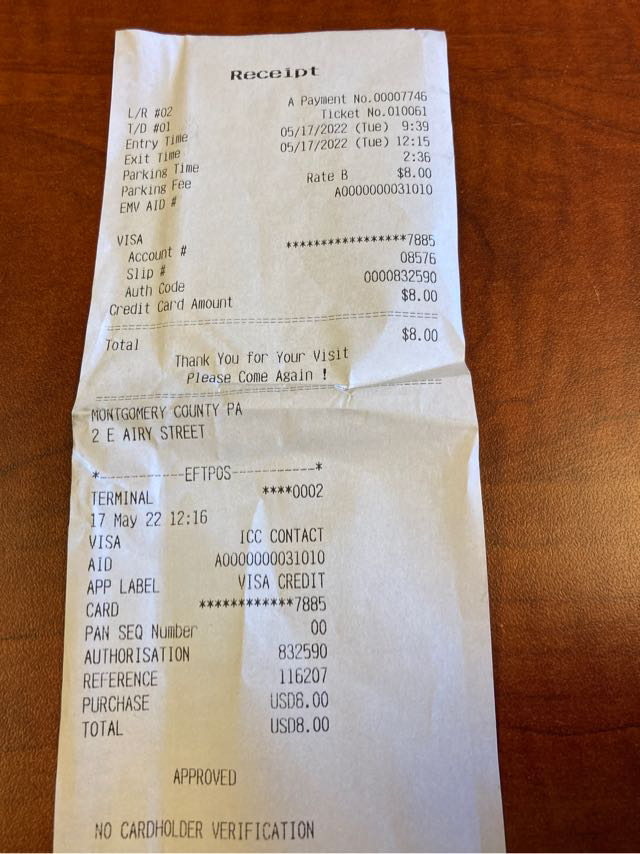 Receipt
A Payment No.00007746
L/R #02 Ticket No.010061
T/D #01
Entry Time 05/17/2022 (Tue) 9:39
Exit Time 05/17/2022 (Tue) 12:15
Parking Time 2:36
Parking Fee Rate B $8.00
EMV AID # A0000000031010
VISA
Account # *****************7885
Slip # 08576
Auth Code 0000832590
Credit Card Amount $8.00
Total $8.00
Thank You for Your Visit
Please Come Again !
MONTGOMERY COUNTY PA
2 E AIRY STREET
*-----------EFTPOS-----------*
TERMINAL ****0002
17 May 22 12:16
VISA ICC CONTACT
AID A0000000031010
APP LABEL VISA CREDIT
CARD ************7885
PAN SEQ Number 00
AUTHORISATION 832590
REFERENCE 116207
PURCHASE USD8.00
TOTAL USD8.00
APPROVED
NO CARDHOLDER VERIFICATION